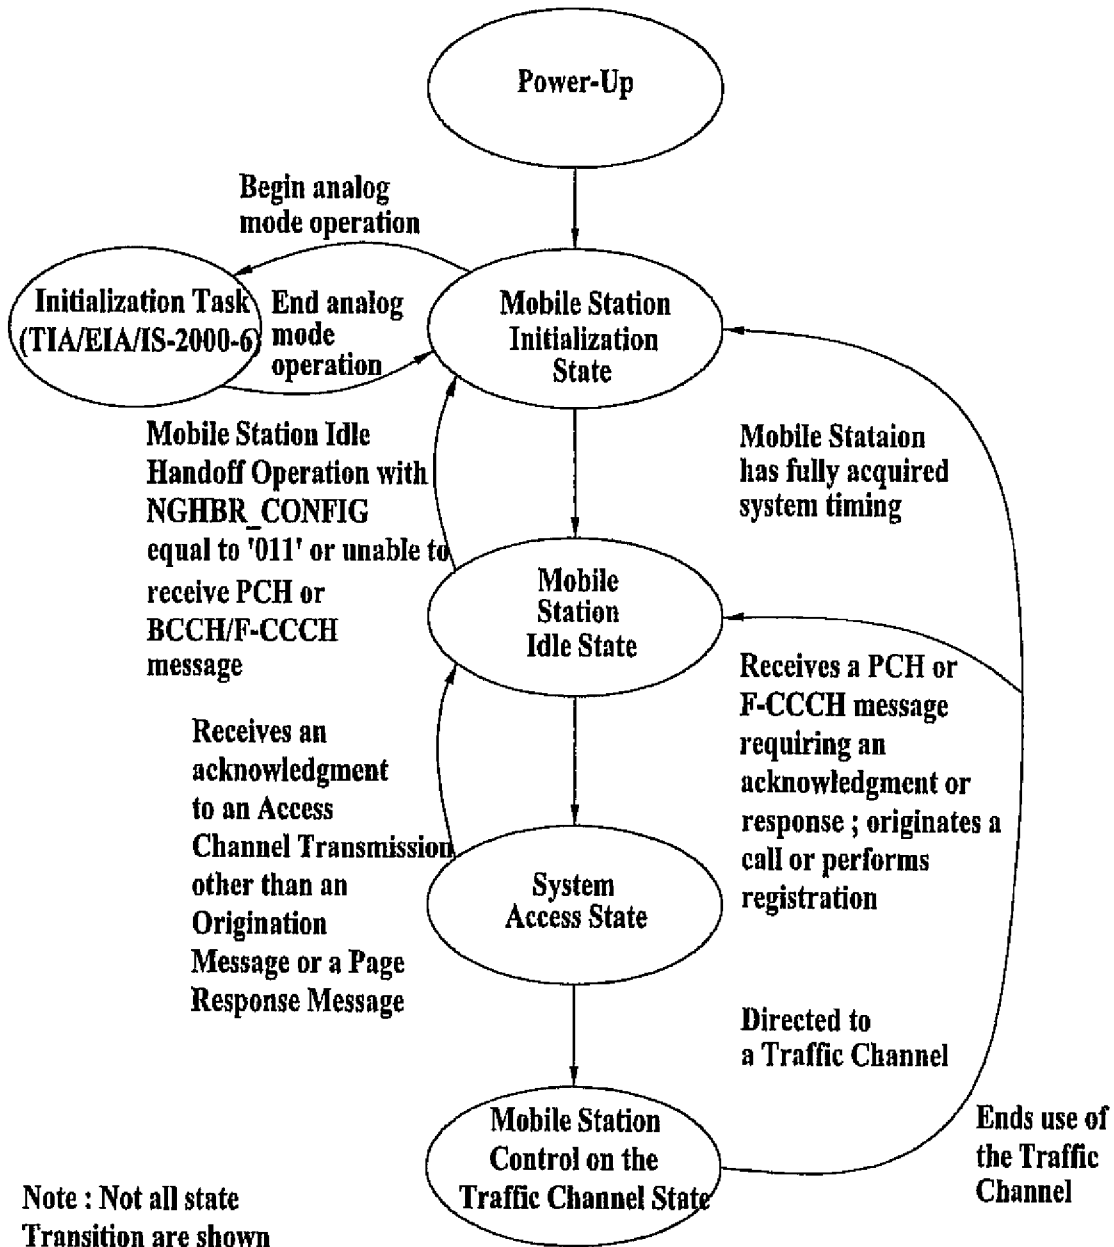 Power-Up
Begin analog
mode operation
Initialization Task
(TIA/EIA/IS-2000-6)
End analog
mode
operation
Mobile Station
Initialization
State
Mobile Station Idle
Handoff Operation with
NGHBR_CONFIG
equal to '011' or unable to
receive PCH or
BCCH/F-CCCH
message
Mobile Stataion
has fully acquired
system timing
Mobile
Station
Idle State
Receives a PCH or
F-CCCH message
requiring an
acknowledgment or
response ; originates a
call or performs
registration
Receives an
acknowledgment
to an Access
Channel Transmission
other than an
Origination
Message or a Page
Response Message
System
Access State
Directed to
a Traffic Channel
Mobile Station
Control on the
Traffic Channel State
Ends use of
the Traffic
Channel
Note : Not all state
Transition are shown